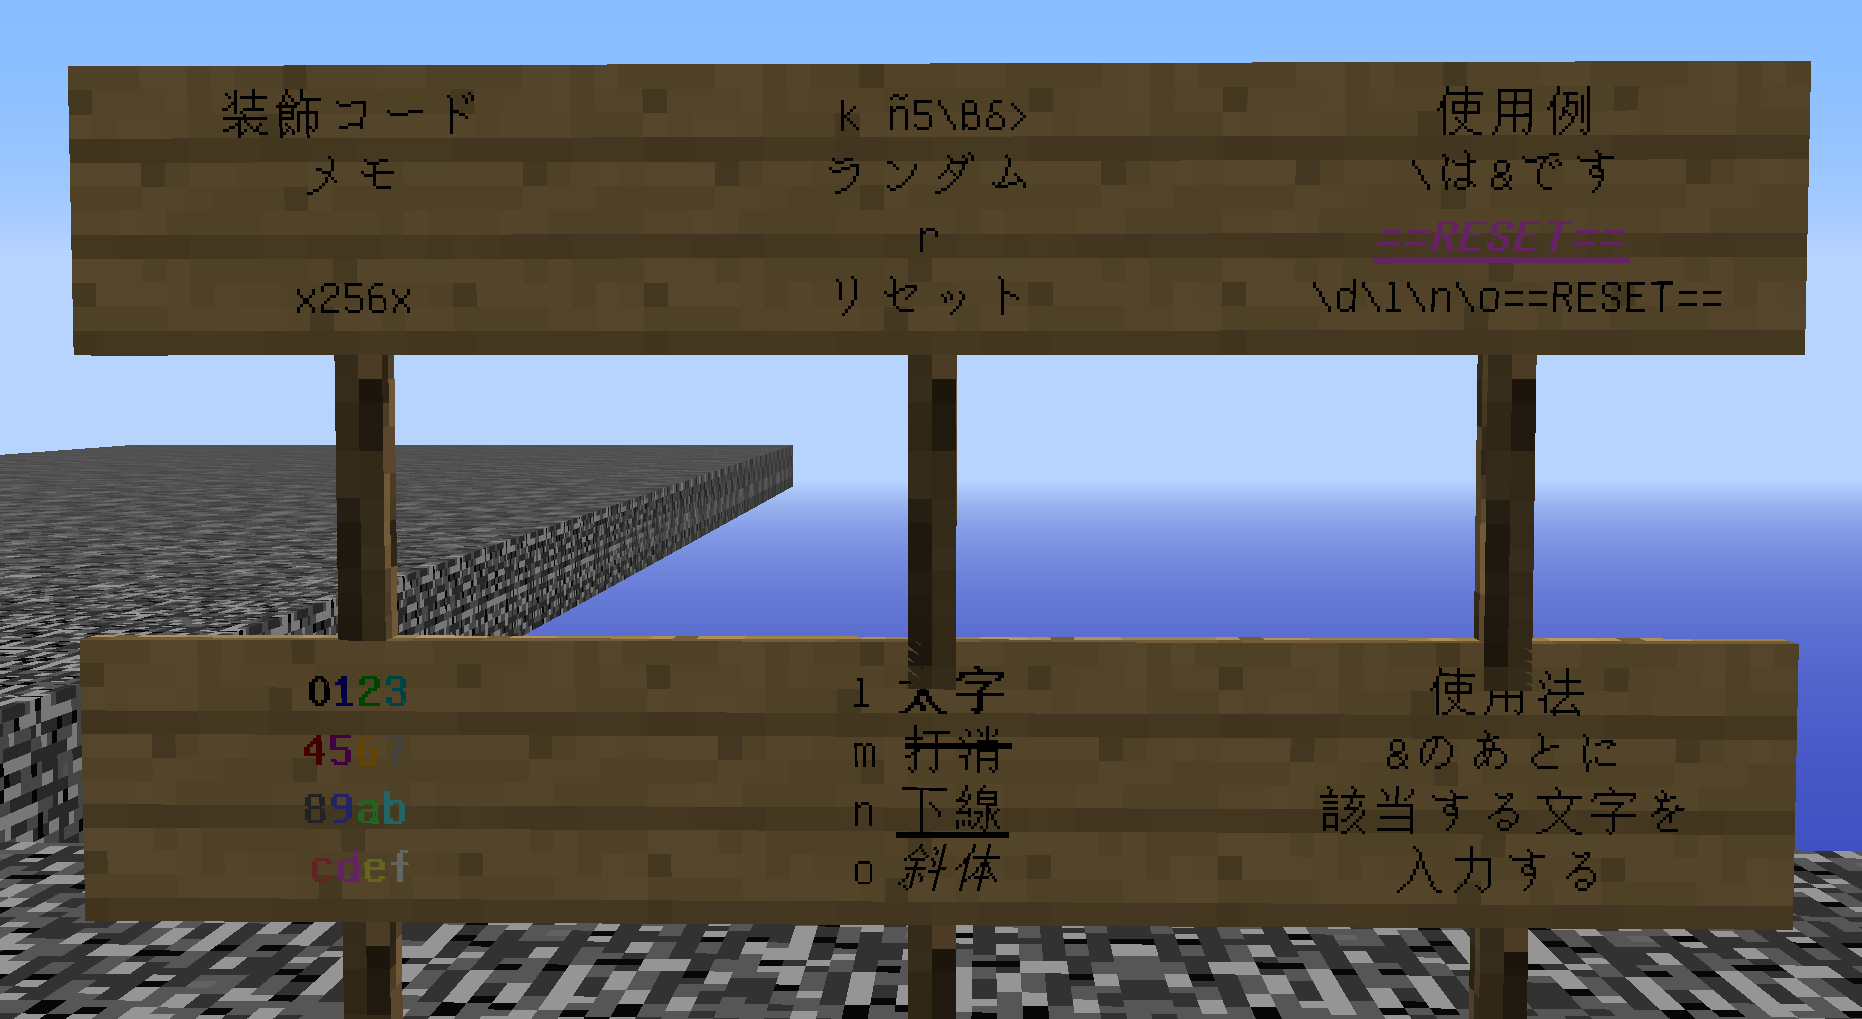 装飾コード
メモ
x256x
k ñ5\8δ>
ランダム
r
リセット
使用例
\は&です
==RESET==
\d\l\n\o==RESET==
0123
4567
89ab
cdef
l 太字
m 打消
n 下線
o 斜体
使用法
&のあとに
該当する文字を
入力する